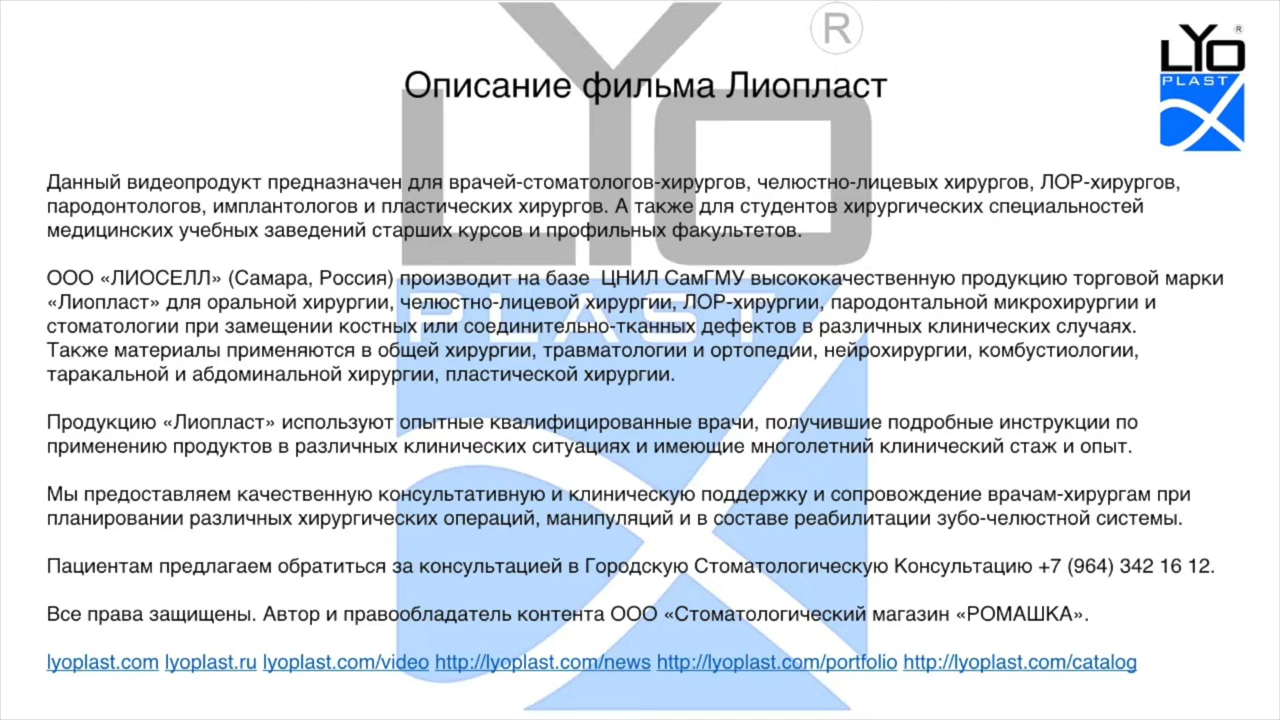 Описание фильма Лиопласт
LYO
PLAST
®
LYO
PLAST
®
Данный видеопродукт предназначен для врачей-стоматологов-хирургов, челюстно-лицевых хирургов, ЛОР-хирургов,
пародонтологов, имплантологов и пластических хирургов. А также для студентов хирургических специальностей
медицинских учебных заведений старших курсов и профильных факультетов.
ООО «ЛИОСЕЛЛ» (Самара, Россия) производит на базе ЦНИЛ СамГМУ высококачественную продукцию торговой марки
«Лиопласт» для оральной хирургии, челюстно-лицевой хирургии, ЛОР-хирургии, пародонтальной микрохирургии и
стоматологии при замещении костных или соединительно-тканных дефектов в различных клинических случаях.
Также материалы применяются в общей хирургии, травматологии и ортопедии, нейрохирургии, комбустиологии,
таракальной и абдоминальной хирургии, пластической хирургии.
Продукцию «Лиопласт» используют опытные квалифицированные врачи, получившие подробные инструкции по
применению продуктов в различных клинических ситуациях и имеющие многолетний клинический стаж и опыт.
Мы предоставляем качественную консультативную и клиническую поддержку и сопровождение врачам-хирургам при
планировании различных хирургических операций, манипуляций и в составе реабилитации зубо-челюстной системы.
Пациентам предлагаем обратиться за консультацией в Городскую Стоматологическую Консультацию +7 (964) 342 16 12.
Все права защищены. Автор и правообладатель контента ООО «Стоматологический магазин «РОМАШКА».
lyoplast.com lyoplast.ru lyoplast.com/video http://lyoplast.com/news http://lyoplast.com/portfolio http://lyoplast.com/catalog